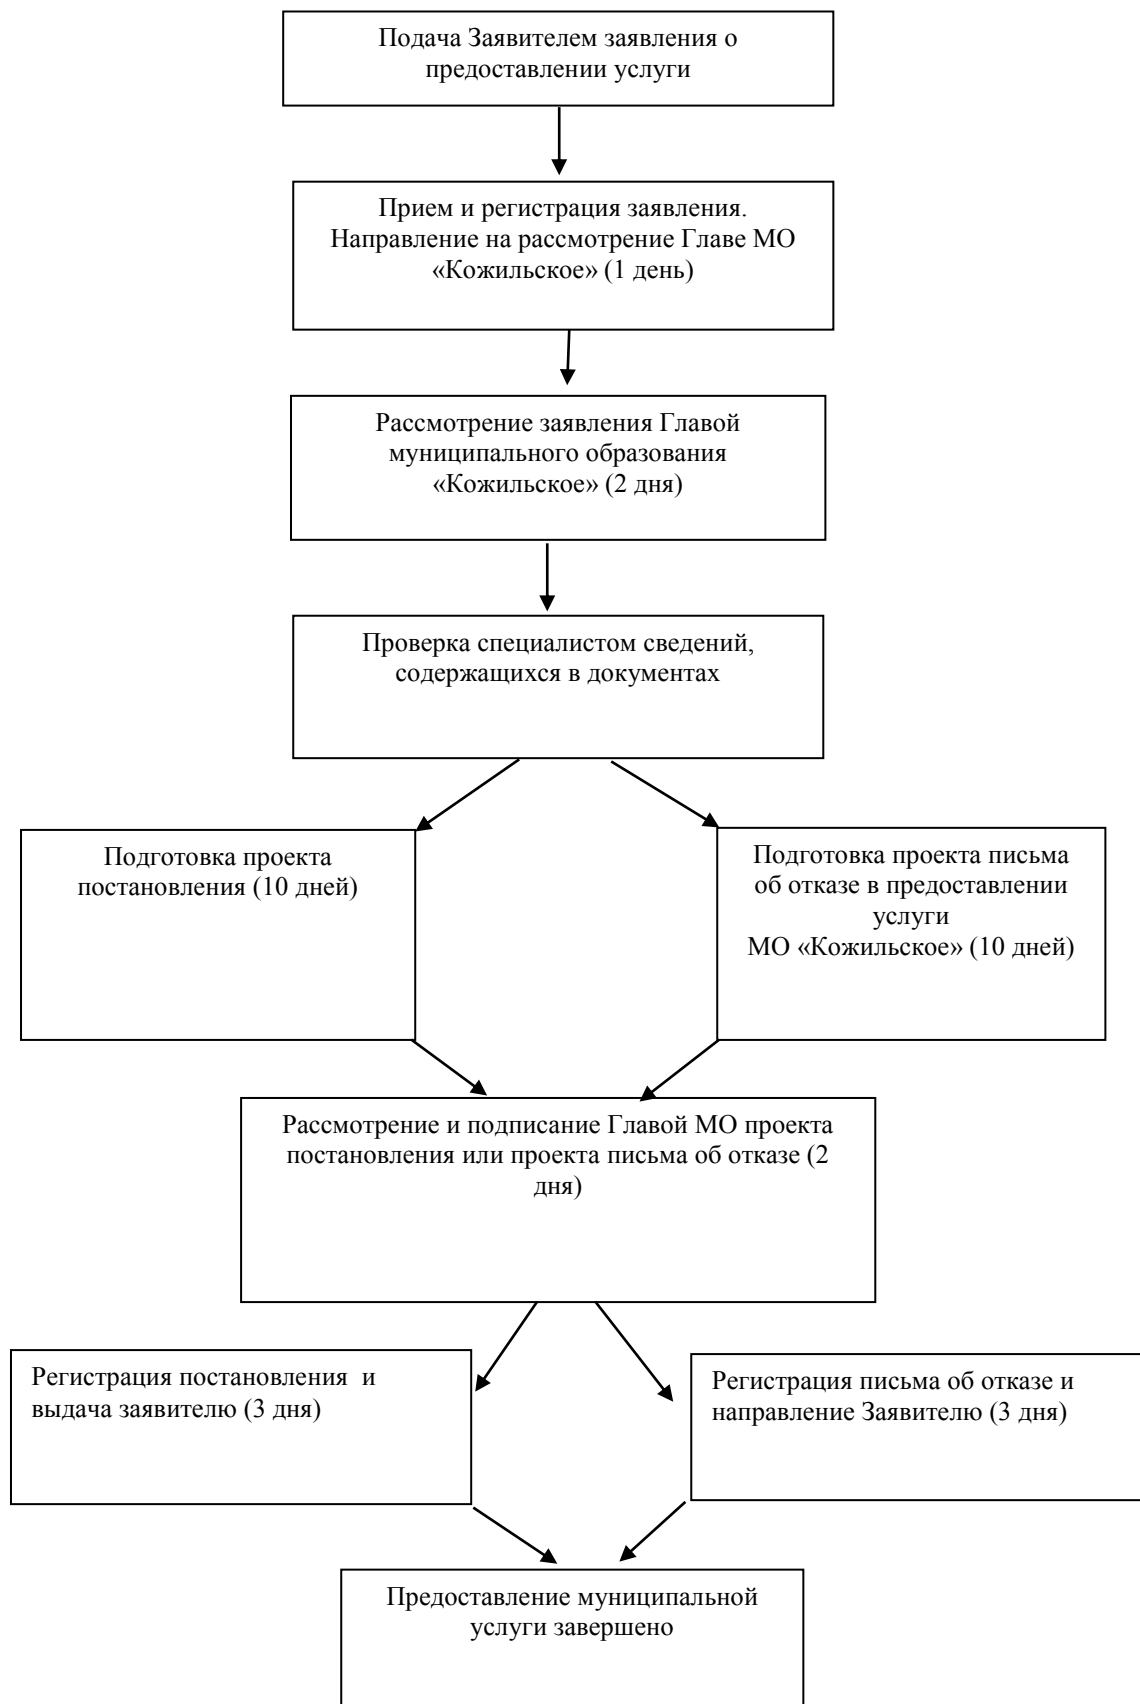 Подача Заявителем заявления о
предоставлении услуги
Прием и регистрация заявления.
Направление на рассмотрение Главе МО
«Кожильское» (1 день)
Рассмотрение заявления Главой
муниципального образования
«Кожильское» (2 дня)
Проверка специалистом сведений,
содержащихся в документах
Подготовка проекта
постановления (10 дней)
Подготовка проекта письма
об отказе в предоставлении
услуги
МО «Кожильское» (10 дней)
Рассмотрение и подписание Главой МО проекта
постановления или проекта письма об отказе (2
дня)
Регистрация постановления  и
выдача заявителю (3 дня)
Регистрация письма об отказе и
направление Заявителю (3 дня)
Предоставление муниципальной
услуги завершено